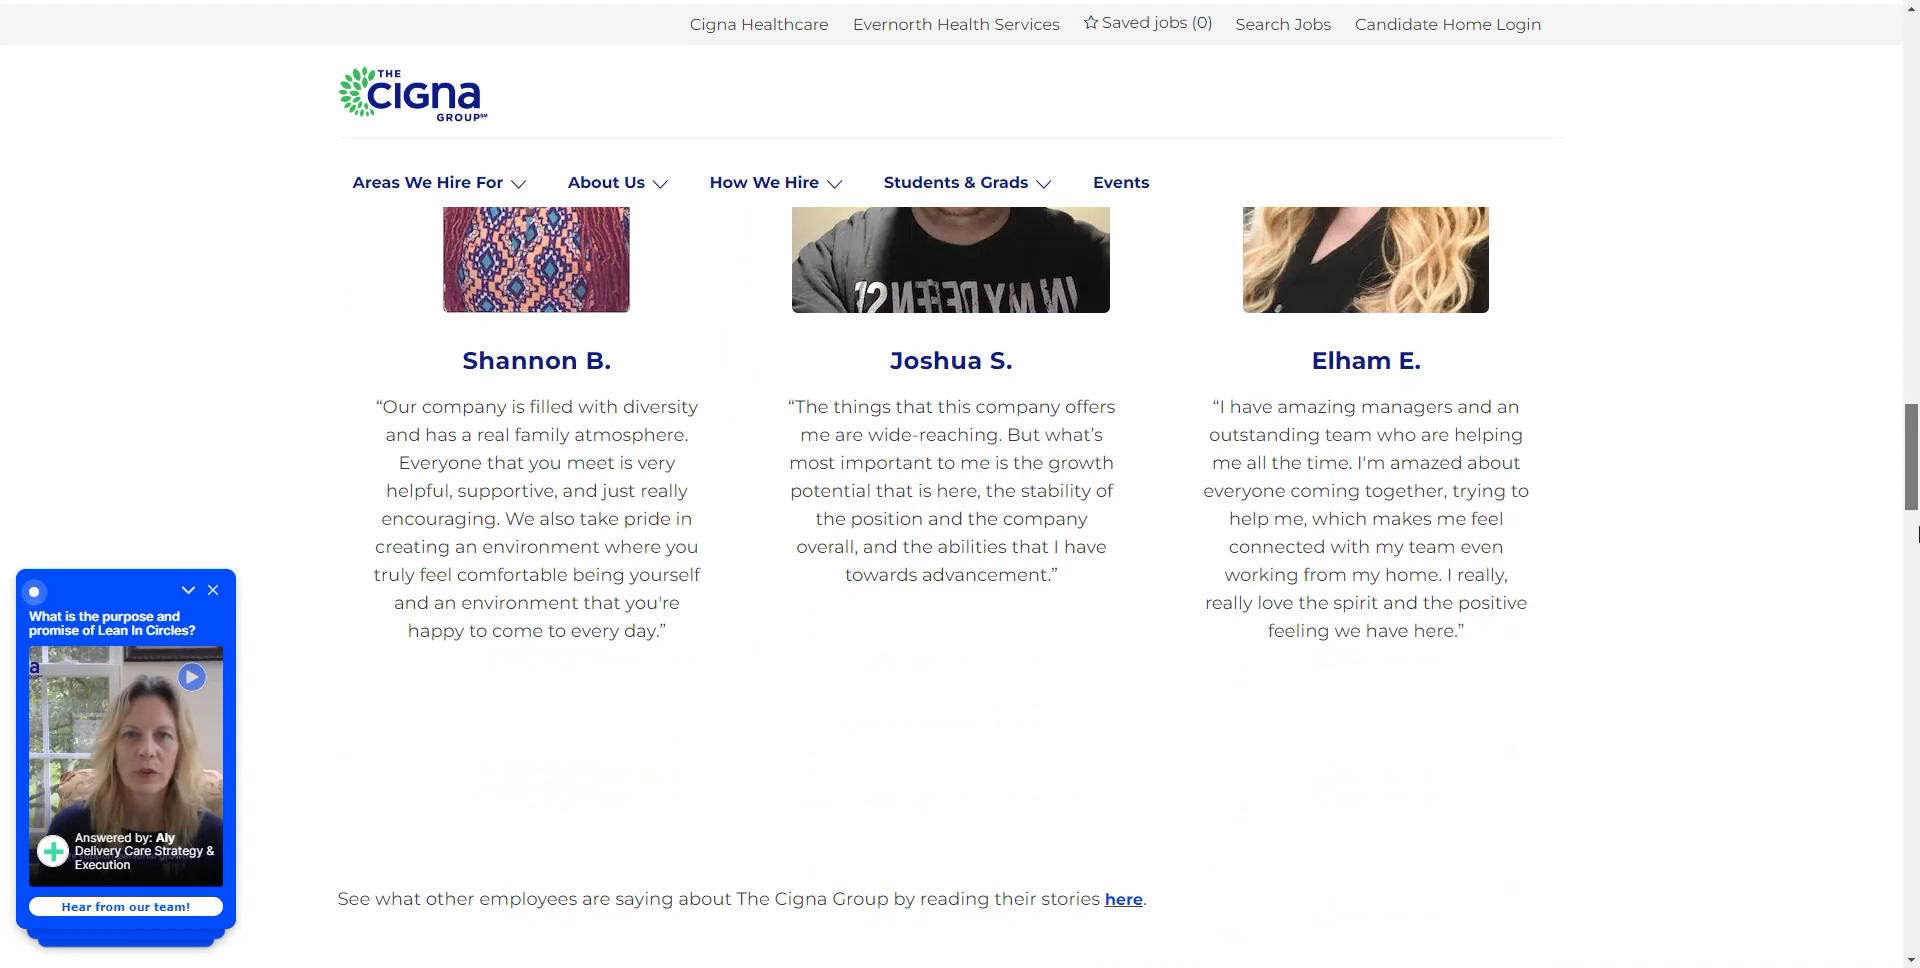 Cigna Healthcare Evernorth Health Services Saved jobs (0) Search Jobs Candidate Home Login
THE
cigna
GROUP℠
Areas We Hire For About Us How We Hire Students & Grads Events
IN MY DEFENS
Shannon B.
“Our company is filled with diversity
and has a real family atmosphere.
Everyone that you meet is very
helpful, supportive, and just really
encouraging. We also take pride in
creating an environment where you
truly feel comfortable being yourself
and an environment that you're
happy to come to every day.”
Joshua S.
“The things that this company offers
me are wide-reaching. But what’s
most important to me is the growth
potential that is here, the stability of
the position and the company
overall, and the abilities that I have
towards advancement.”
Elham E.
“I have amazing managers and an
outstanding team who are helping
me all the time. I'm amazed about
everyone coming together, trying to
help me, which makes me feel
connected with my team even
working from my home. I really,
really love the spirit and the positive
feeling we have here.”
What is the purpose and
promise of Lean In Circles?
Answered by: Aly
Delivery Care Strategy &
Execution
Hear from our team!
See what other employees are saying about The Cigna Group by reading their stories here.